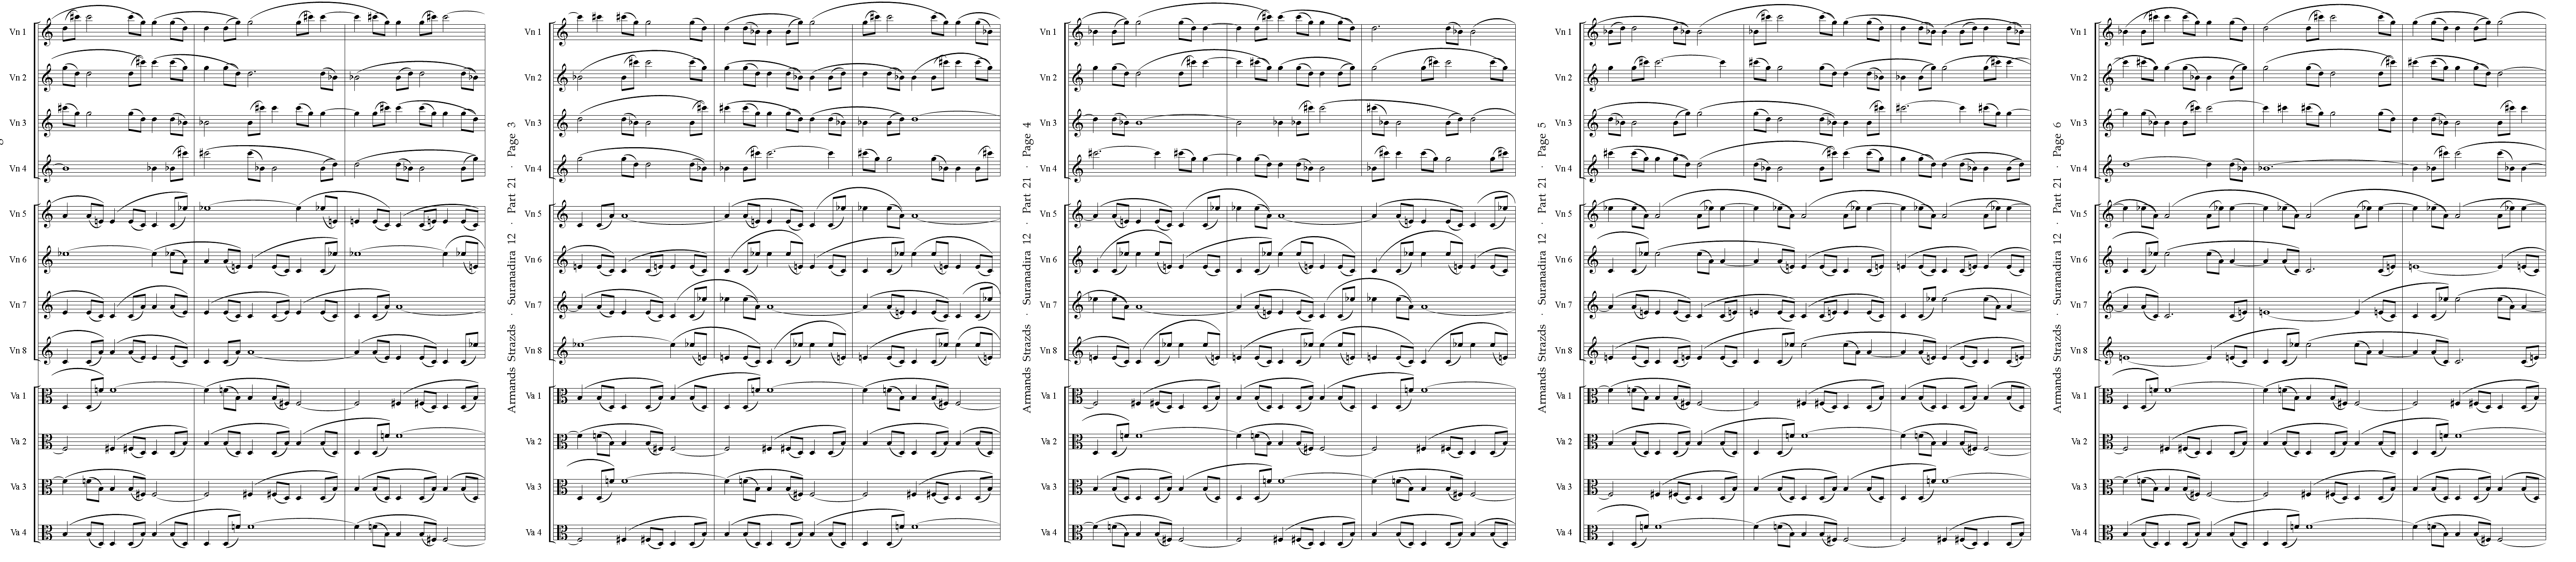 Vn 1
Vn 2
Vn 3
Vn 4
Vn 5
Vn 6
Vn 7
Vn 8
Va 1
Va 2
Va 3
Va 4
Armands Strazds · Suranadira 12 · Part 21 · Page 3
Vn 1
Vn 2
Vn 3
Vn 4
Vn 5
Vn 6
Vn 7
Vn 8
Va 1
Va 2
Va 3
Va 4
Armands Strazds · Suranadira 12 · Part 21 · Page 4
Vn 1
Vn 2
Vn 3
Vn 4
Vn 5
Vn 6
Vn 7
Vn 8
Va 1
Va 2
Va 3
Va 4
Armands Strazds · Suranadira 12 · Part 21 · Page 5
Vn 1
Vn 2
Vn 3
Vn 4
Vn 5
Vn 6
Vn 7
Vn 8
Va 1
Va 2
Va 3
Va 4
Armands Strazds · Suranadira 12 · Part 21 · Page 6
Vn 1
Vn 2
Vn 3
Vn 4
Vn 5
Vn 6
Vn 7
Vn 8
Va 1
Va 2
Va 3
Va 4